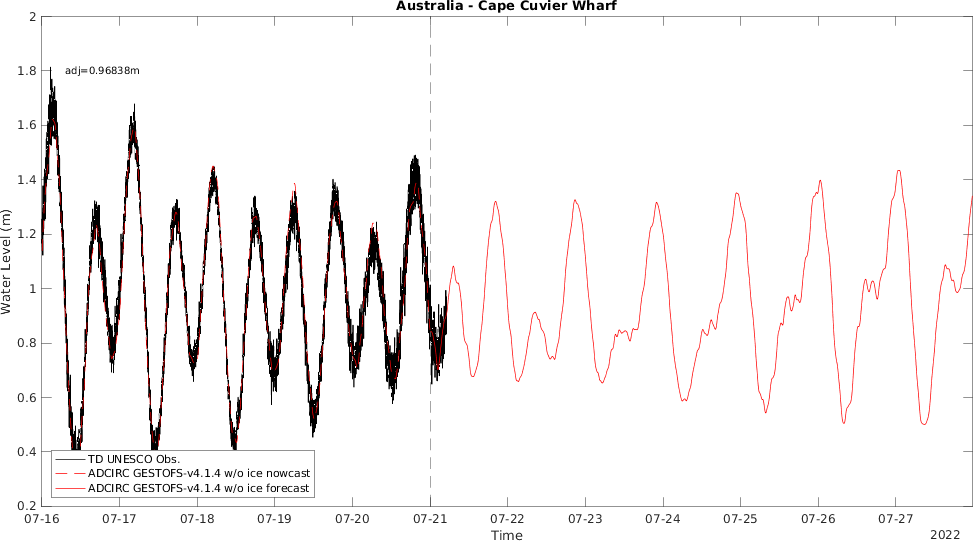 Australia - Cape Cuvier Wharf
2
1.8
1.6
1.4
1.2
1
0.8
0.6
0.4
0.2
Water Level (m)
adj=0.96838m
TD UNESCO Obs.
ADCIRC GESTOFS-v4.1.4 w/o ice nowcast
ADCIRC GESTOFS-v4.1.4 w/o ice forecast
07-16 07-17 07-18 07-19 07-20 07-21 07-22 07-23 07-24 07-25 07-26 07-27
Time
2022